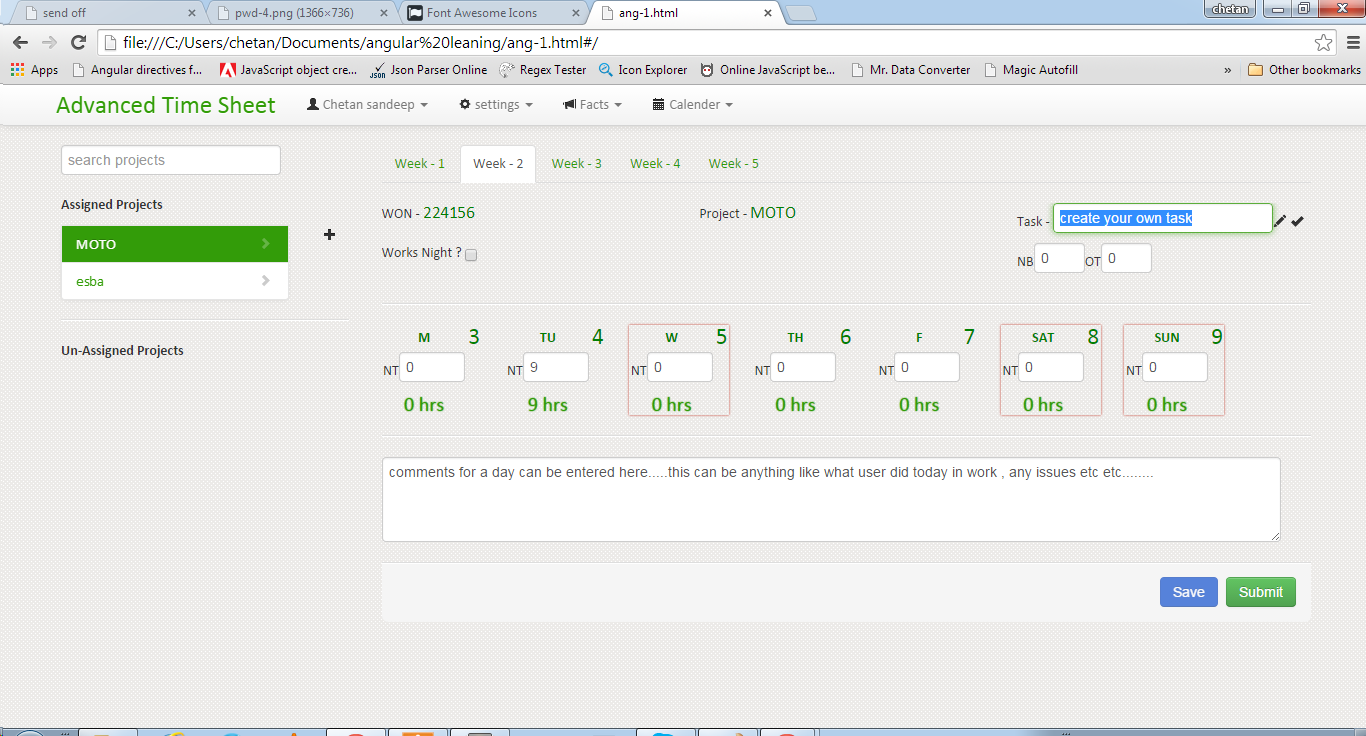 send off
pwd-4.png (1366×736)
Font Awesome Icons
ang-1.html
chetan
file:///C:/Users/chetan/Documents/angular%20leaning/ang-1.html#/
Apps
Angular directives f...
JavaScript object cre...
Json Parser Online
Regex Tester
Icon Explorer
Online JavaScript be...
Mr. Data Converter
Magic Autofill
»
Other bookmarks
Advanced Time Sheet
Chetan sandeep
settings
Facts
Calender
search projects
Assigned Projects
MOTO
esba
Un-Assigned Projects
Week - 1
Week - 2
Week - 3
Week - 4
Week - 5
WON - 224156
Project - MOTO
Task - create your own task
Works Night ?
NB 0 OT 0
M 3
NT 0
0 hrs
TU 4
NT 9
9 hrs
W 5
NT 0
0 hrs
TH 6
NT 0
0 hrs
F 7
NT 0
0 hrs
SAT 8
NT 0
0 hrs
SUN 9
NT 0
0 hrs
comments for a day can be entered here.....this can be anything like what user did today in work , any issues etc etc........
Save
Submit